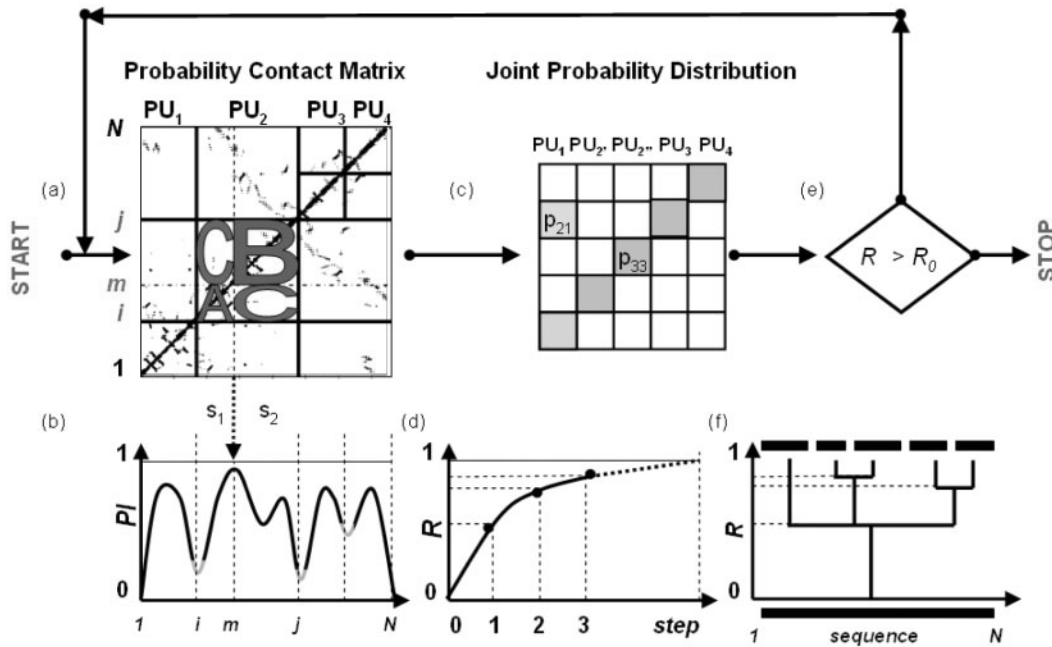 Probability Contact Matrix
Joint Probability Distribution
PU1 PU2 PU3 PU4
N
(a)
j
m
i
1
C B
A C
START
PU1 PU2' PU2'' PU3 PU4
(c)
p21
p33
(e)
R > R0
STOP
s1 s2
(b)
1
PI
0
1 i m j N
(d)
1
R
0
0 1 2 3 step
(f)
1
R
0
1 sequence N